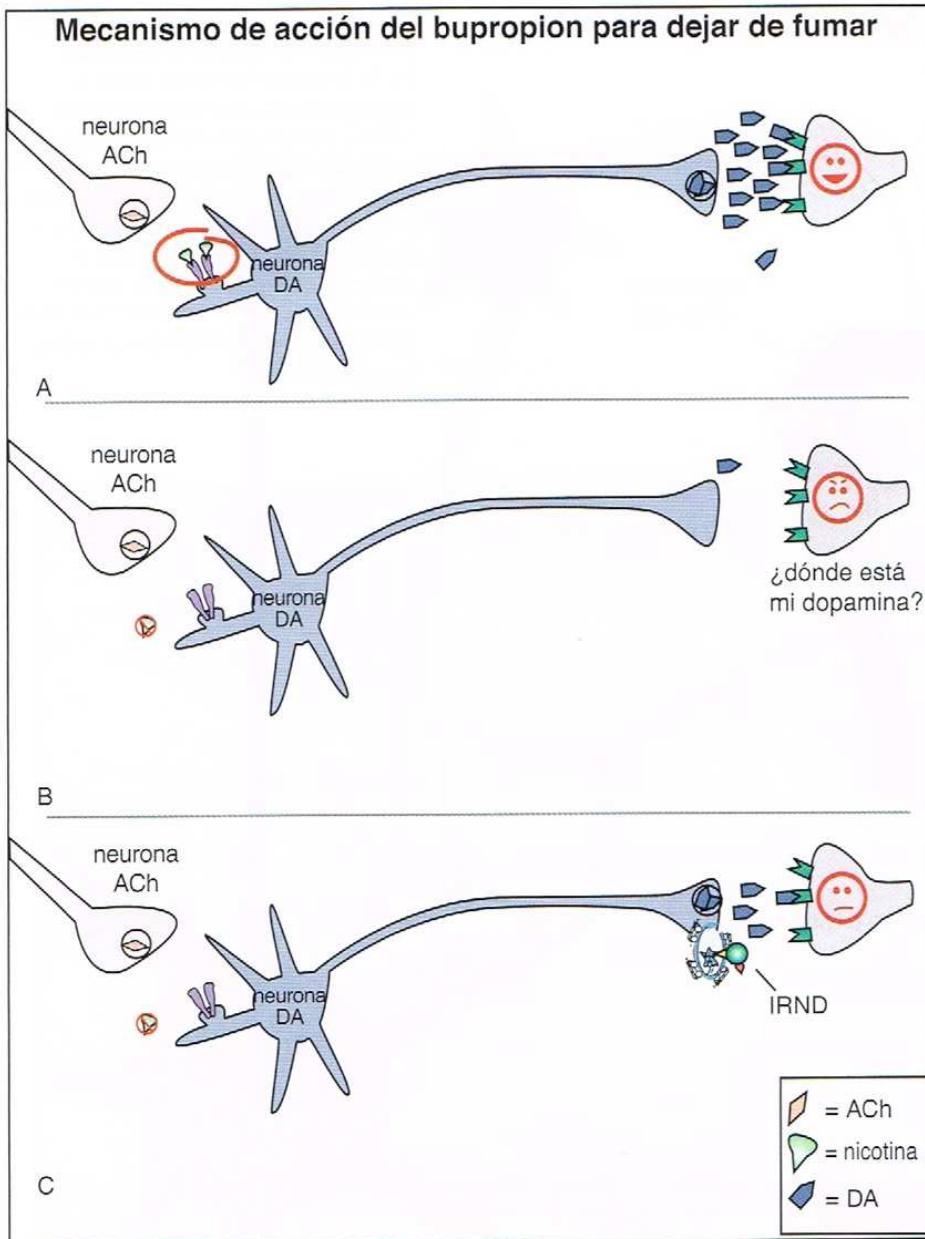 Mecanismo de acción del bupropion para dejar de fumar
neurona
ACh
neurona
DA
A
neurona
ACh
neurona
DA
¿dónde está
mi dopamina?
B
neurona
ACh
neurona
DA
IRND
C
= ACh
= nicotina
= DA